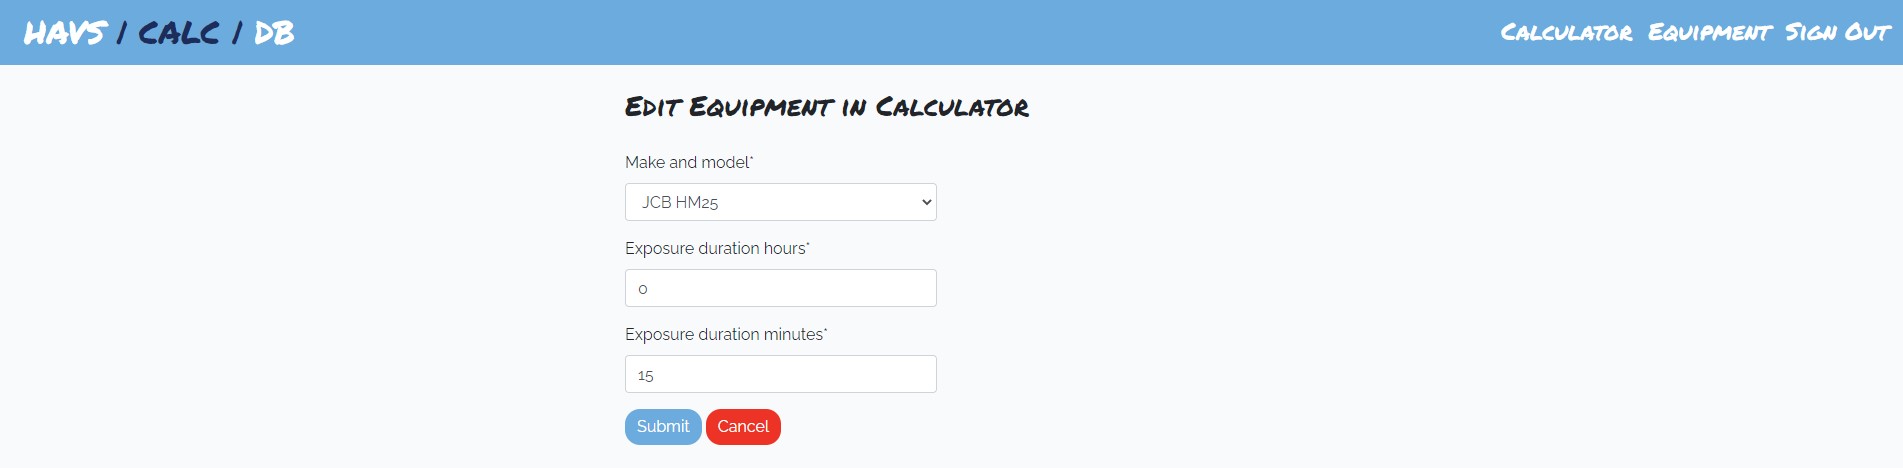 HAVS | CALC | DB
Calculator Equipment Sign Out
Edit Equipment in Calculator
Make and model*
JCB HM25
Exposure duration hours*
0
Exposure duration minutes*
15
Submit Cancel